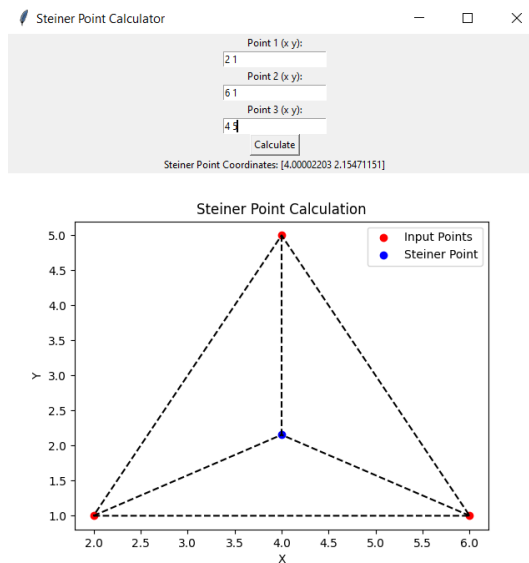 Steiner Point Calculator
Point 1 (x y):
2 1
Point 2 (x y):
6 1
Point 3 (x y):
4 5
Calculate
Steiner Point Coordinates: [4.00002203 2.15471151]
Steiner Point Calculation
Input Points
Steiner Point
5.0
4.5
4.0
3.5
3.0
2.5
2.0
1.5
1.0
Y
2.0 2.5 3.0 3.5 4.0 4.5 5.0 5.5 6.0
X